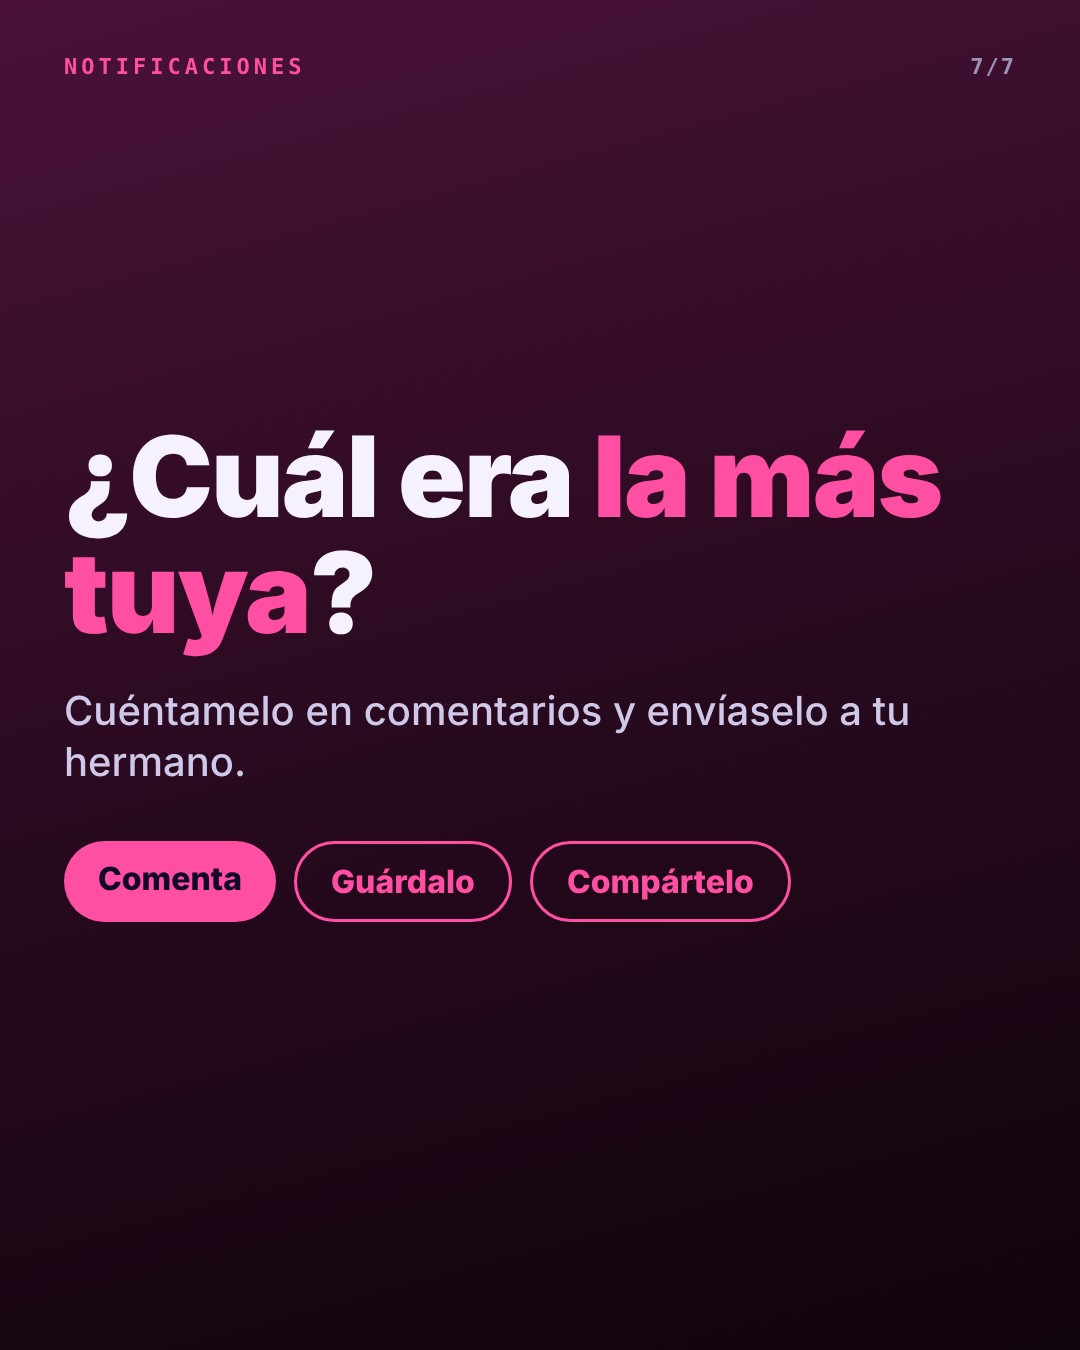 NOTIFICACIONES
7/7
¿Cuál era la más
tuya?
Cuéntamelo en comentarios y envíaselo a tu
hermano.
Comenta
Guárdalo
Compártelo